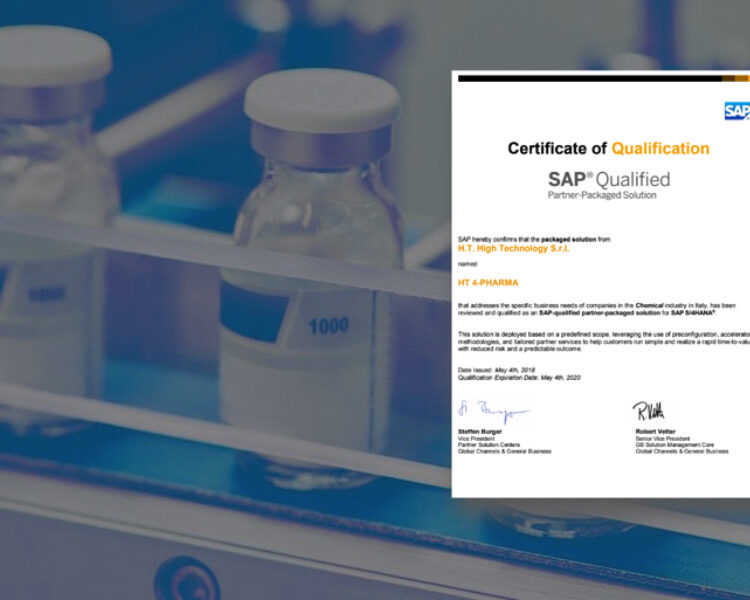 1000
SAP
Certificate of Qualification
SAP® Qualified
Partner-Packaged Solution
SAP hereby confirms that the packaged solution from
H.T. High Technology S.r.l.
named
HT 4-PHARMA
that addresses the specific business needs of companies in the Chemical industry in Italy, has been
reviewed and qualified as an SAP-qualified partner-packaged solution for SAP S/4HANA®
This solution is deployed based on a predefined scope, leveraging the use of preconfiguration, accelerator
methodologies, and tailored partner services to help customers run simple and realize a rapid time-to-valu
with reduced risk and a predictable outcome.
Date Issued: May 4th, 2018
Qualification Expiration Date: May 4th, 2020
Steffen Burger
Vice President
Partner Solution Centers
Global Channels & General Business
Robert Vetter
Senior Vice President
GB Solution Management Core
Global Channels & General Business